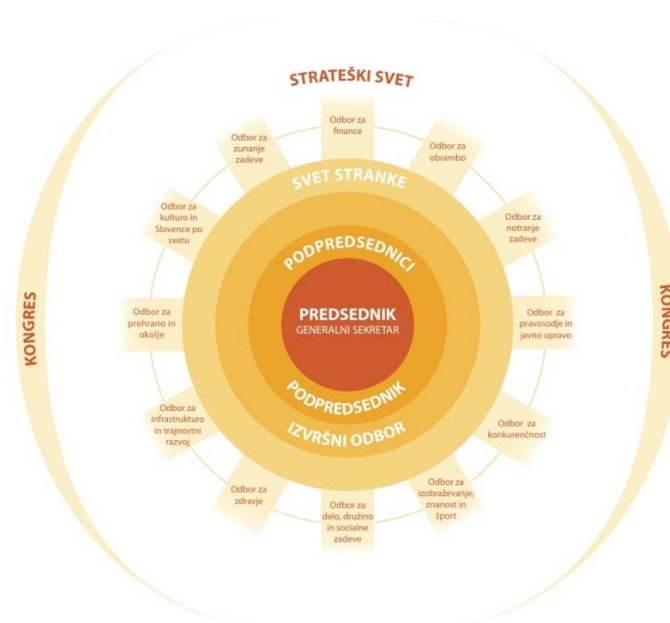 STRATEŠKI SVET
Odbor za
finance
Odbor za
obrambo
Odbor za
notranje
zadeve
Odbor za
pravosodje in
javno upravo
Odbor za
konkurenčnost
Odbor za
izobraževanje,
znanost in
šport
Odbor za
delo, družino
in socialne
zadeve
Odbor za
zdravje
Odbor za
infrastrukturo
in trajnostni
razvoj
Odbor za
prehrano in
okolje
Odbor za
kulturo in
Slovence po
svetu
Odbor za
zunanje
zadeve
SVET STRANKE
PODPREDSEDNICI
PREDSEDNIK
GENERALNI SEKRETAR
PODPREDSEDNIK
IZVRŠNI ODBOR
KONGRES
KONGRES